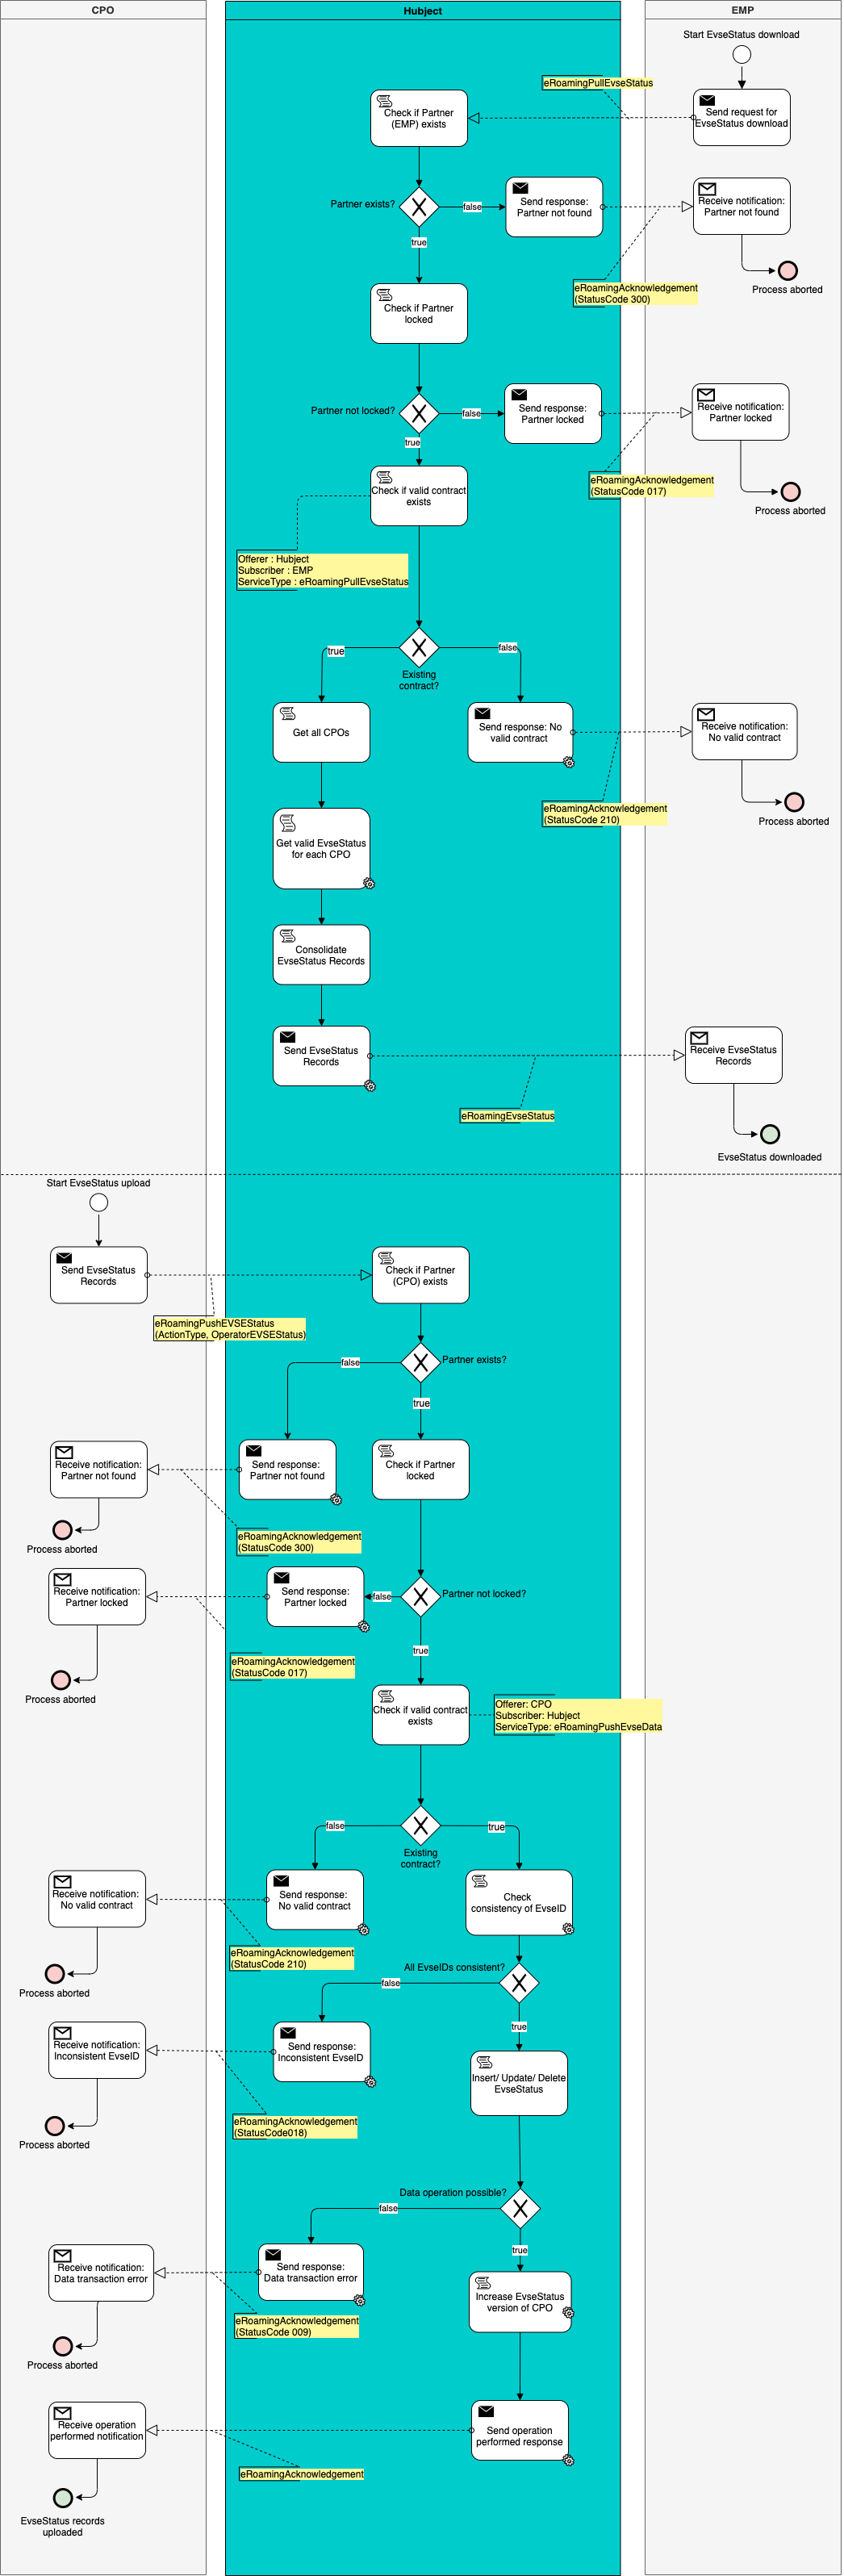 CPO
Hubject
EMP
Start EvseStatus download
eRoamingPullEvseStatus
Check if Partner
(EMP) exists
Send request for
EvseStatus download
Partner exists?
false
Send response:
Partner not found
Receive notification:
Partner not found
true
eRoamingAcknowledgement
(StatusCode 300)
Process aborted
Check if Partner
locked
Partner not locked?
false
Send response:
Partner locked
Receive notification:
Partner locked
true
eRoamingAcknowledgement
(StatusCode 017)
Process aborted
Check if valid contract
exists
Offerer : Hubject
Subscriber : EMP
ServiceType : eRoamingPullEvseStatus
true
false
Existing
contract?
Get all CPOs
Send response: No
valid contract
Receive notification:
No valid contract
eRoamingAcknowledgement
(StatusCode 210)
Process aborted
Get valid EvseStatus
for each CPO
Consolidate
EvseStatus Records
Send EvseStatus
Records
Receive EvseStatus
Records
eRoamingEvseStatus
EvseStatus downloaded
Start EvseStatus upload
Send EvseStatus
Records
Check if Partner
(CPO) exists
eRoamingPushEVSEStatus
(ActionType, OperatorEVSEStatus)
false
Partner exists?
true
Receive notification:
Partner not found
Send response:
Partner not found
Check if Partner
locked
eRoamingAcknowledgement
(StatusCode 300)
Process aborted
Receive notification:
Partner locked
Send response:
Partner locked
false
Partner not locked?
true
eRoamingAcknowledgement
(StatusCode 017)
Process aborted
Check if valid contract
exists
Offerer: CPO
Subscriber: Hubject
ServiceType: eRoamingPushEvseData
false
true
Existing
contract?
Receive notification:
No valid contract
Send response:
No valid contract
Check
consistency of EvseID
eRoamingAcknowledgement
(StatusCode 210)
Process aborted
All EvseIDs consistent?
false
true
Receive notification:
Inconsistent EvseID
Send response:
Inconsistent EvseID
Insert/ Update/ Delete
EvseStatus
eRoamingAcknowledgement
(StatusCode018)
Process aborted
Data operation possible?
false
true
Receive notification:
Data transaction error
Send response:
Data transaction error
Increase EvseStatus
version of CPO
eRoamingAcknowledgement
(StatusCode 009)
Process aborted
Receive operation
performed notification
Send operation
performed response
eRoamingAcknowledgement
EvseStatus records
uploaded